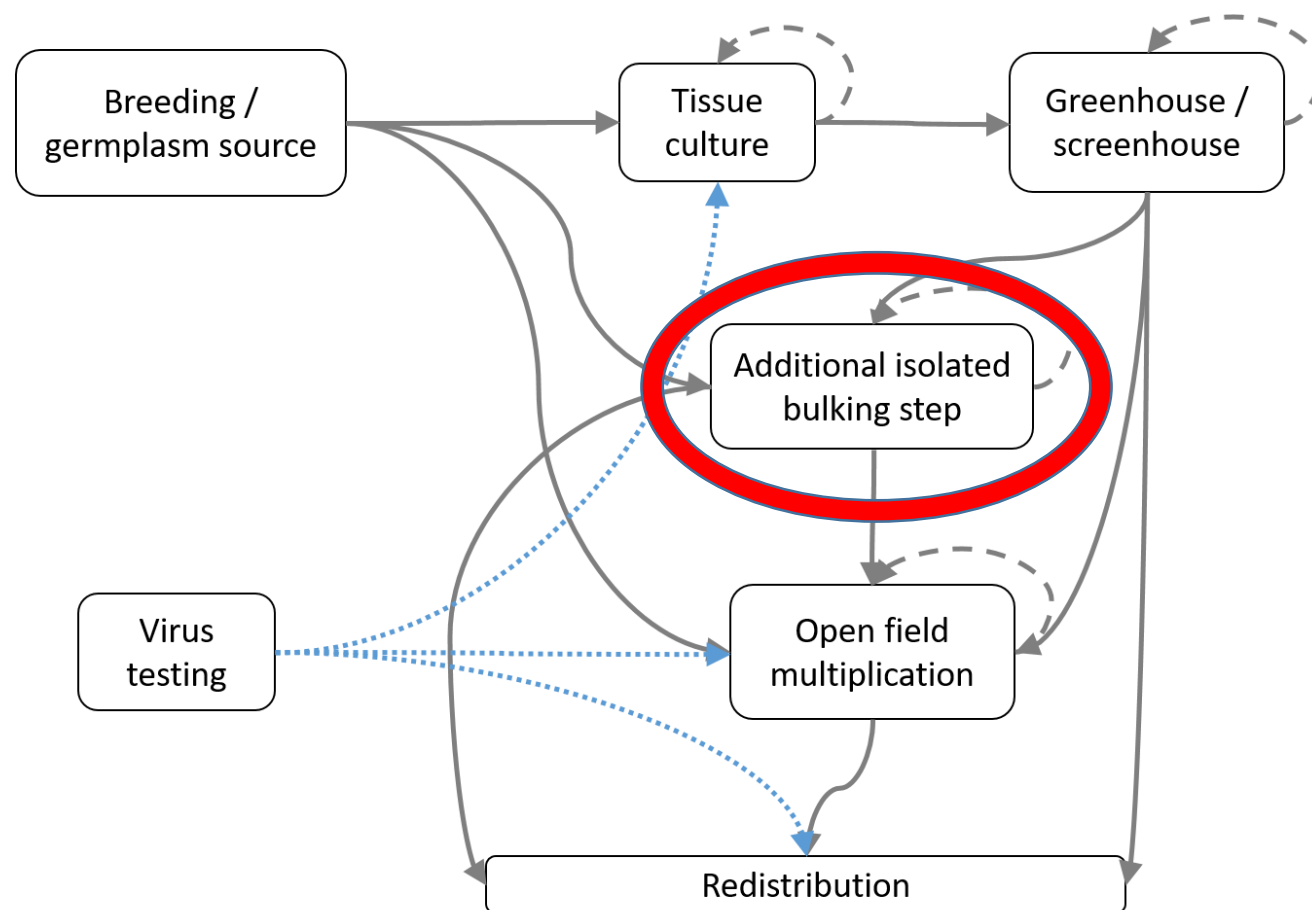 Breeding /
germplasm source
Tissue
culture
Greenhouse /
screenhouse
Additional isolated
bulking step
Virus
testing
Open field
multiplication
Redistribution